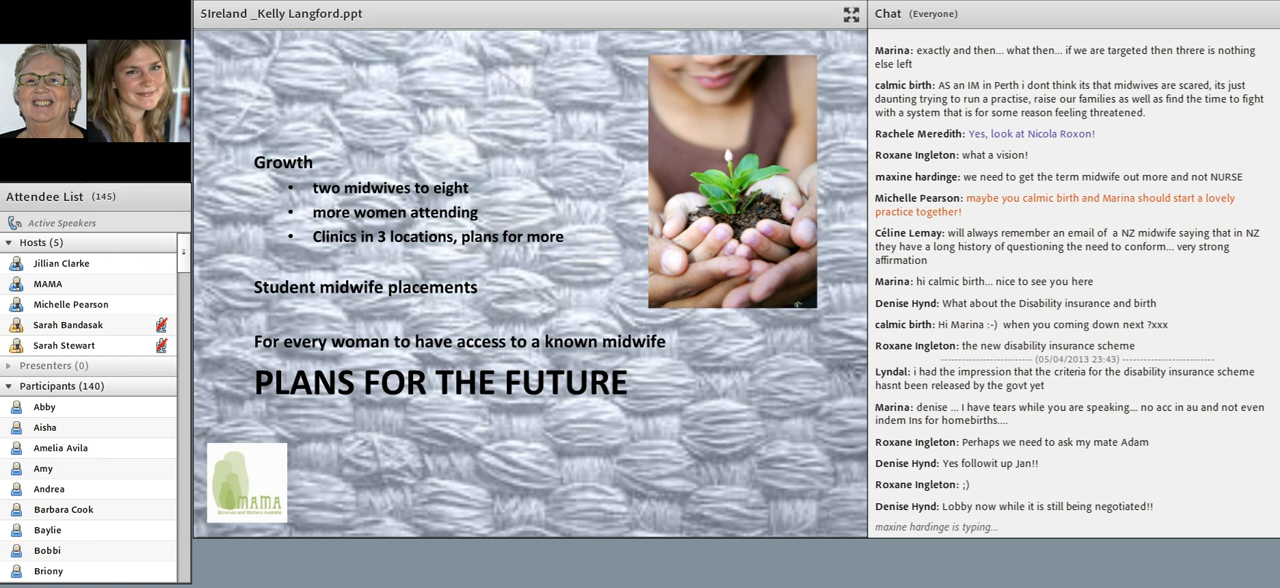 5Ireland _Kelly Langford.ppt
Growth
• two midwives to eight
• more women attending
• Clinics in 3 locations, plans for more
Student midwife placements
For every woman to have access to a known midwife
PLANS FOR THE FUTURE
MAMA
Midwives and Mothers Australia
Attendee List (145)
Active Speakers
Hosts (5)
Jillian Clarke
MAMA
Michelle Pearson
Sarah Bandasak
Sarah Stewart
Presenters (0)
Participants (140)
Abby
Aisha
Amelia Avila
Amy
Andrea
Barbara Cook
Baylie
Bobbi
Briony
Chat (Everyone)
Marina: exactly and then... what then... if we are targeted then threre is nothing
else left
calmic birth: AS an IM in Perth i dont think its that midwives are scared, its just
daunting trying to run a practise, raise our families as well as find the time to fight
with a system that is for some reason feeling threatened.
Rachele Meredith: Yes, look at Nicola Roxon!
Roxane Ingleton: what a vision!
maxine hardinge: we need to get the term midwife out more and not NURSE
Michelle Pearson: maybe you calmic birth and Marina should start a lovely
practice together!
Céline Lemay: will always remember an email of a NZ midwife saying that in NZ
they have a long history of questioning the need to conform... very strong
affirmation
Marina: hi calmic birth... nice to see you here
Denise Hynd: What about the Disability insurance and birth
calmic birth: Hi Marina :-) when you coming down next ?xxx
Roxane Ingleton: the new disability insurance scheme
(05/04/2013 23:43)
Lyndal: i had the impression that the criteria for the disability insurance scheme
hasnt been released by the govt yet
Marina: denise ... I have tears while you are speaking... no acc in au and not even
indem Ins for homebirths....
Roxane Ingleton: Perhaps we need to ask my mate Adam
Denise Hynd: Yes followit up Jan!!
Roxane Ingleton: ;)
Denise Hynd: Lobby now while it is still being negotiated!!
maxine hardinge is typing...